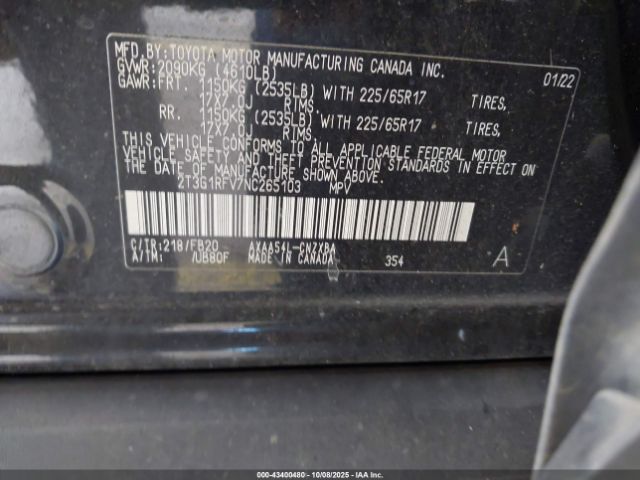 MFD.BY:TOYOTA MOTOR MANUFACTURING CANADA INC.
GVWR:2090KG (4610LB) 01/22
GAWR:FRT. 1150KG (2535LB) WITH 225/65R17 TIRES,
17X7.0J RIMS.
RR. 1150KG (2535LB) WITH 225/65R17 TIRES,
17X7.0J RIMS.
THIS VEHICLE CONFORMS TO ALL APPLICABLE FEDERAL MOTOR
VEHICLE SAFETY AND THEFT PREVENTION STANDARDS IN EFFECT ON
THE DATE OF MANUFACTURE SHOWN ABOVE.
2T3G1RFV7NC265103 MPV
C/TR:218/FB20 AXAA54L-CNZXBA
A/TM: /UB80F MADE IN CANADA 354 A
000-43400480 - 10/08/2025 - IAAI.com